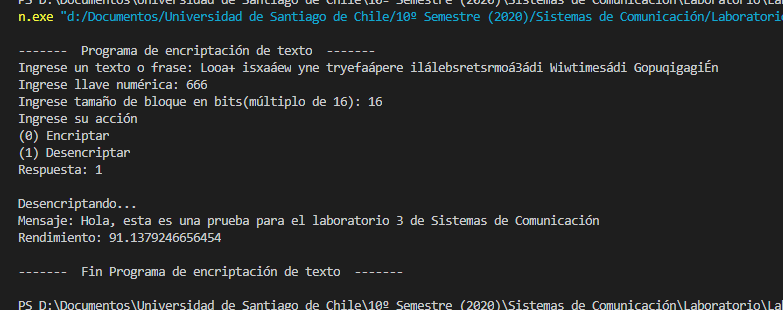 PS D:\Documentos\Universidad de Santiago de Chile\10º Semestre (2020)\Sistemas de Comunicación\Laboratorio\La
n.exe "d:/Documentos/Universidad de Santiago de Chile/10º Semestre (2020)/Sistemas de Comunicación/Laboratorio
------- Programa de encriptación de texto -------
Ingrese un texto o frase: Looa+ isxaáew yne tryefaápere ilálebsretsrmoá3ádi Wiwtimesádi GopuqigagiÉn
Ingrese llave numérica: 666
Ingrese tamaño de bloque en bits(múltiplo de 16): 16
Ingrese su acción
(0) Encriptar
(1) Desencriptar
Respuesta: 1
Desencriptando...
Mensaje: Hola, esta es una prueba para el laboratorio 3 de Sistemas de Comunicación
Rendimiento: 91.1379246656454
------- Fin Programa de encriptación de texto -------
PS D:\Documentos\Universidad de Santiago de Chile\10º Semestre (2020)\Sistemas de Comunicación\Laboratorio\Lab